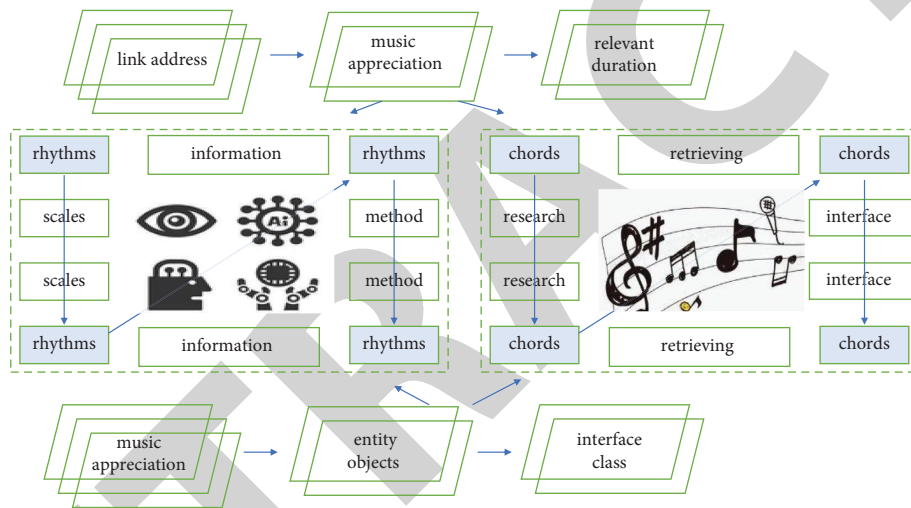 link address
music
appreciation
relevant
duration
rhythms
information
rhythms
chords
retrieving
chords
scales
method
research
interface
Ai
scales
method
research
interface
rhythms
information
rhythms
chords
retrieving
chords
music
appreciation
entity
objects
interface
class